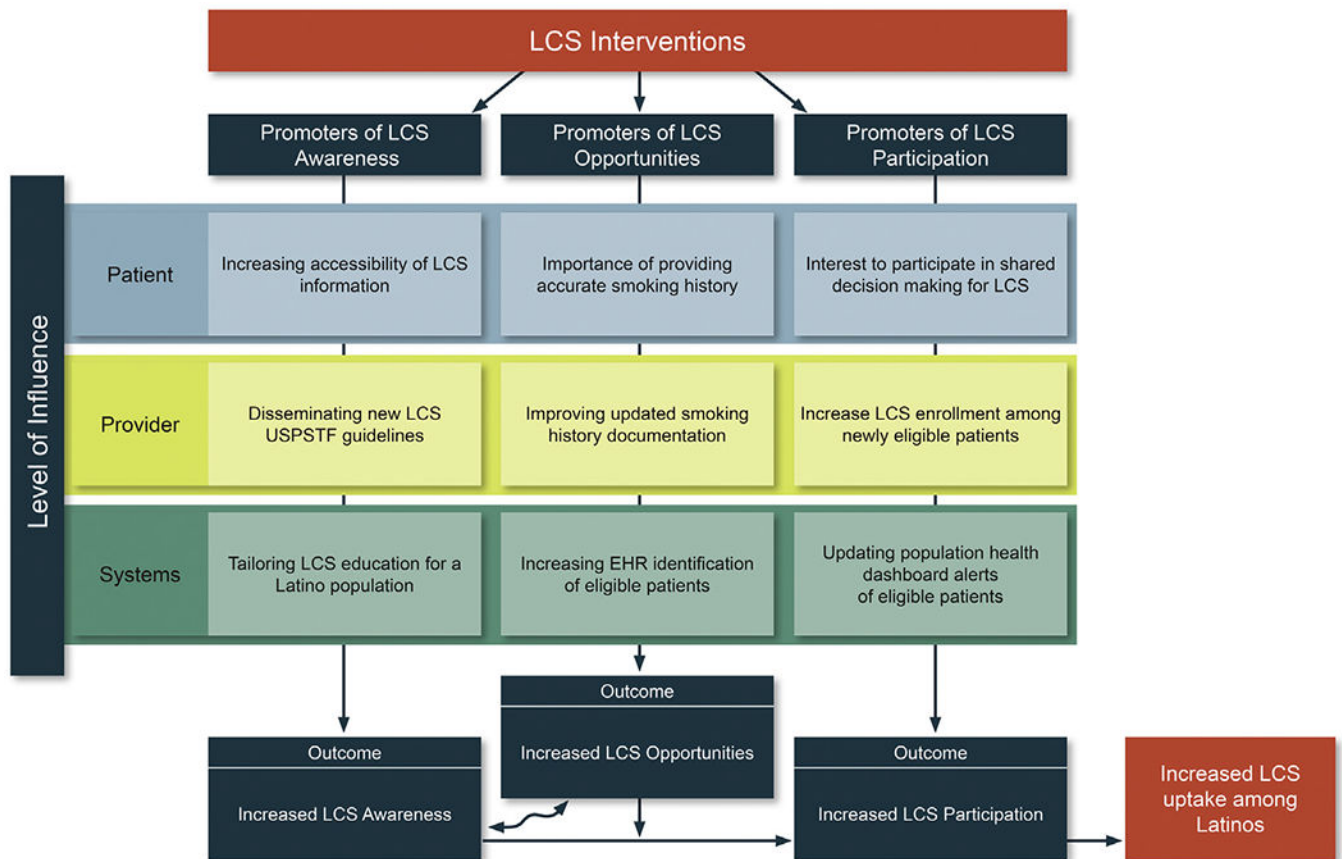 LCS Interventions
Promoters of LCS
Awareness
Promoters of LCS
Opportunities
Promoters of LCS
Participation
Level of Influence
Patient
Increasing accessibility of LCS
information
Importance of providing
accurate smoking history
Interest to participate in shared
decision making for LCS
Provider
Disseminating new LCS
USPSTF guidelines
Improving updated smoking
history documentation
Increase LCS enrollment among
newly eligible patients
Systems
Tailoring LCS education for a
Latino population
Increasing EHR identification
of eligible patients
Updating population health
dashboard alerts
of eligible patients
Outcome
Increased LCS Awareness
Outcome
Increased LCS Opportunities
Outcome
Increased LCS Participation
Increased LCS
uptake among
Latinos